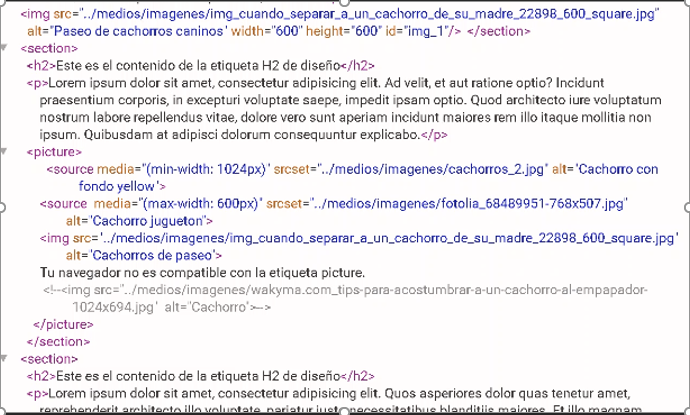 <img src="../medios/imagenes/img_cuando_separar_a_un_cachorro_de_su_madre_22898_600_square.jpg"
alt="Paseo de cachorros caninos" width="600" height="600" id="img_1"/> </section>
<section>
<h2>Este es el contenido de la etiqueta H2 de diseño</h2>
<p>Lorem ipsum dolor sit amet, consectetur adipisicing elit. Ad velit, et aut ratione optio? Incidunt
praesentium corporis, in excepturi voluptate saepe, impedit ipsam optio. Quod architecto iure voluptatum
nostrum labore repellendus vitae, dolore vero sunt aperiam incidunt maiores rem illo itaque mollitia non
ipsum. Quibusdam at adipisci dolorum consequuntur explicabo.</p>
<picture>
<source media="(min-width: 1024px)" srcset="../medios/imagenes/cachorros_2.jpg" alt="Cachorro con
fondo yellow">
<source media="(max-width: 600px)" srcset="../medios/imagenes/fotolia_68489951-768x507.jpg"
alt="Cachorro jugueton">
<img src="../medios/imagenes/img_cuando_separar_a_un_cachorro_de_su_madre_22898_600_square.jpg"
alt="Cachorros de paseo">
Tu navegador no es compatible con la etiqueta picture.
<!--<img src="../medios/imagenes/wakyma.com_tips-para-acostumbrar-a-un-cachorro-al-empapador-
1024x694.jpg" alt="Cachorro">-->
</picture>
</section>
<section>
<h2>Este es el contenido de la etiqueta H2 de diseño</h2>
<p>Lorem ipsum dolor sit amet, consectetur adipisicing elit. Quos asperiores dolor quas tenetur amet,
reprehenderit architecto illo voluptate, pariatur iusto necessitatibus blanditiis maiores. Et illo magnam